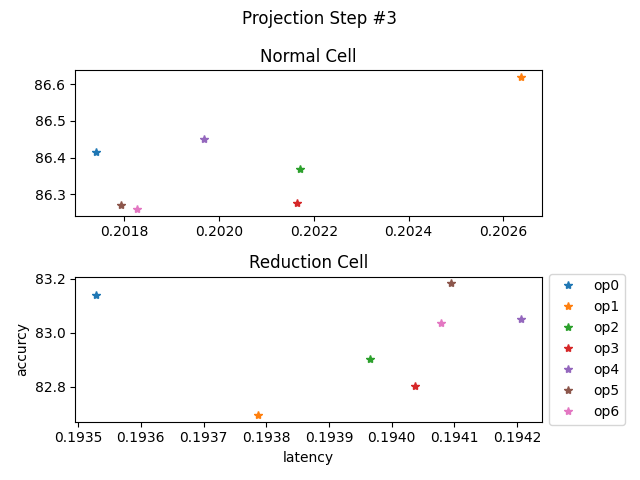 Projection Step #3
Normal Cell
86.6
86.5
86.4
86.3
0.2018 0.2020 0.2022 0.2024 0.2026
Reduction Cell
83.2
83.0
82.8
accurcy
0.1935 0.1936 0.1937 0.1938 0.1939 0.1940 0.1941 0.1942
latency
op0
op1
op2
op3
op4
op5
op6